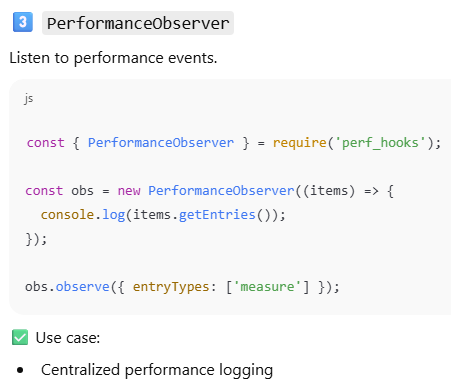 3 PerformanceObserver
Listen to performance events.
js
const { PerformanceObserver } = require('perf_hooks');
const obs = new PerformanceObserver((items) => {
  console.log(items.getEntries());
});
obs.observe({ entryTypes: ['measure'] });
✅ Use case:
• Centralized performance logging